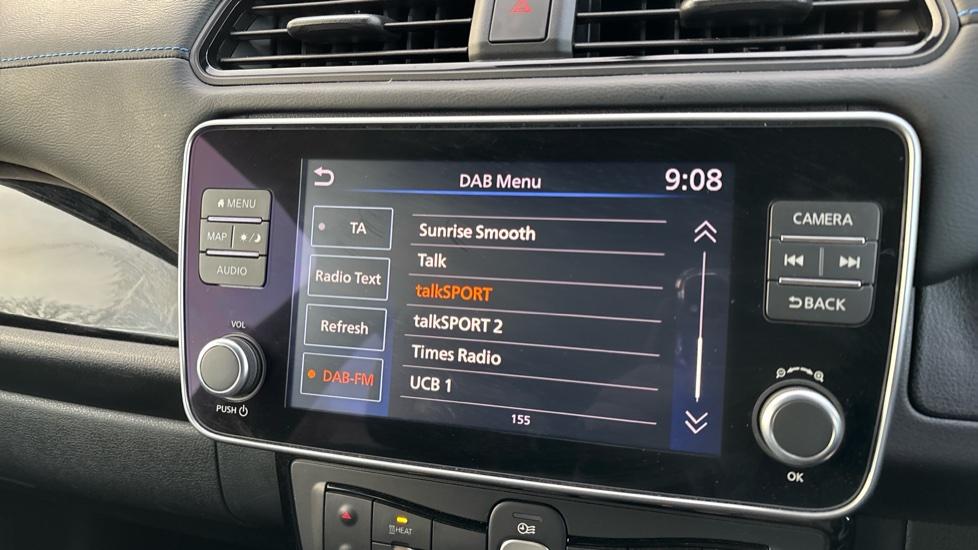 DAB Menu
9:08
TA
Radio Text
Refresh
DAB-FM
Sunrise Smooth
Talk
talkSPORT
talkSPORT 2
Times Radio
UCB 1
155
MENU
MAP
AUDIO
VOL
PUSH
CAMERA
BACK
OK
HEAT